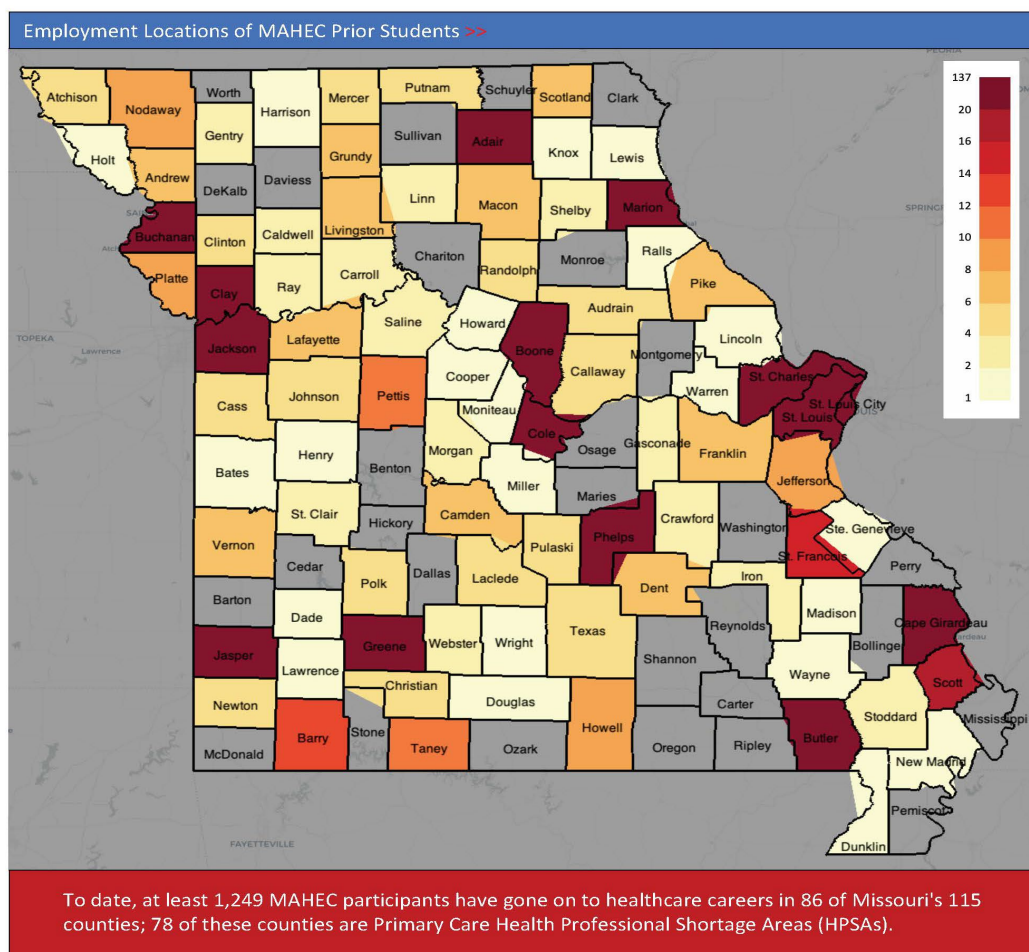 Employment Locations of MAHEC Prior Students >>
PEORIA
Atchison
Nodaway
Worth
Harrison
Mercer
Putnam
Schuyler
Scotland
Clark
Gentry
Sullivan
Adair
Knox
Lewis
Holt
Andrew
DeKalb
Daviess
Grundy
Linn
Macon
Shelby
Marion
Buchanan
Clinton
Caldwell
Livingston
Chariton
Randolph
Monroe
Ralls
Platte
Clay
Ray
Carroll
Saline
Howard
Boone
Audrain
Pike
TOPEKA
Lawrence
Jackson
Lafayette
Cooper
Callaway
Montgomery
Lincoln
Warren
St. Charles
St. Louis City
St. Louis
Cass
Johnson
Pettis
Moniteau
Cole
Osage
Gasconade
Franklin
Jefferson
Bates
Henry
Benton
Morgan
Miller
Maries
St. Clair
Hickory
Camden
Pulaski
Phelps
Crawford
Washington
Ste. Genevieve
St. Francois
Perry
Vernon
Cedar
Polk
Dallas
Laclede
Dent
Iron
Barton
Dade
Madison
Bollinge
Cape Girardeau
ardeau
Jasper
Greene
Webster
Wright
Texas
Shannon
Reynolds
Wayne
Scott
Lawrence
Newton
Christian
Douglas
Howell
Carter
Stoddard
Mississippi
McDonald
Barry
Stone
Taney
Ozark
Oregon
Ripley
Butler
New Madrid
Pemiscot
Dunklin
FAYETTEVILLE
137
20
16
14
12
10
8
6
4
2
1
To date, at least 1,249 MAHEC participants have gone on to healthcare careers in 86 of Missouri's 115
counties; 78 of these counties are Primary Care Health Professional Shortage Areas (HPSAs).